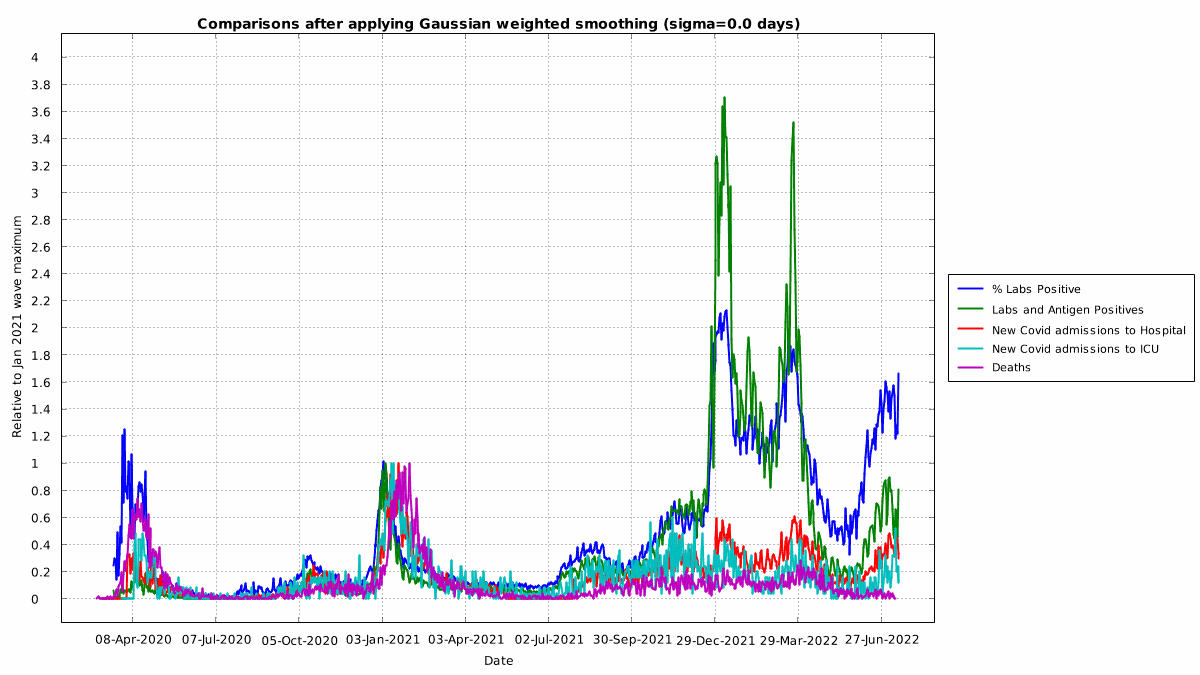 Comparisons after applying Gaussian weighted smoothing (sigma=0.0 days)
4
3.8
3.6
3.4
3.2
3
2.8
2.6
2.4
2.2
2
1.8
1.6
1.4
1.2
1
0.8
0.6
0.4
0.2
0
Relative to Jan 2021 wave maximum
08-Apr-2020 07-Jul-2020 05-Oct-2020 03-Jan-2021 03-Apr-2021 02-Jul-2021 30-Sep-2021 29-Dec-2021 29-Mar-2022 27-Jun-2022
Date
% Labs Positive
Labs and Antigen Positives
New Covid admissions to Hospital
New Covid admissions to ICU
Deaths